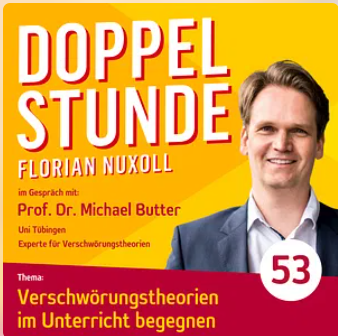 DOPPEL
STUNDE
FLORIAN NUXOLL
im Gespräch mit:
Prof. Dr. Michael Butter
Uni Tübingen
Experte für Verschwörungstheorien
53
Thema:
Verschwörungstheorien
im Unterricht begegnen